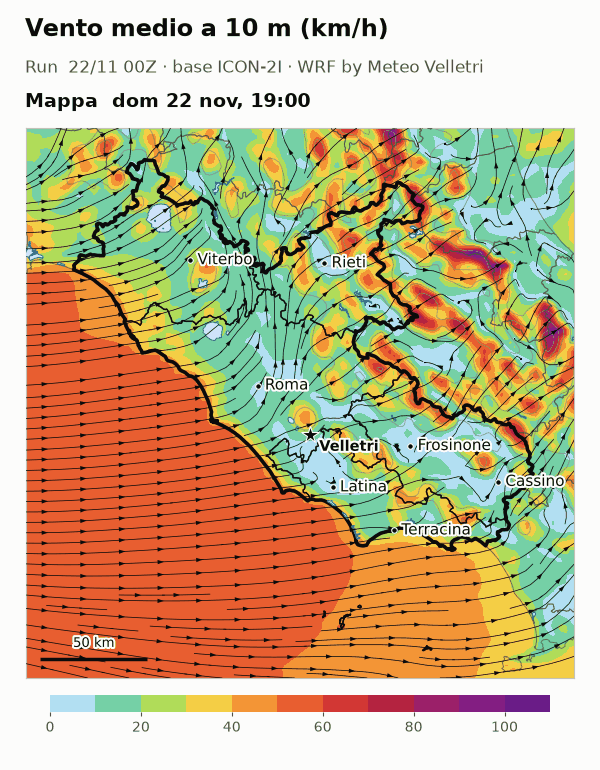 Vento medio a 10 m (km/h)
Run 22/11 00Z · base ICON-2I · WRF by Meteo Velletri
Mappa dom 22 nov, 19:00
Viterbo
Rieti
Roma
Velletri
Frosinone
Cassino
Latina
Terracina
50 km
0 20 40 60 80 100